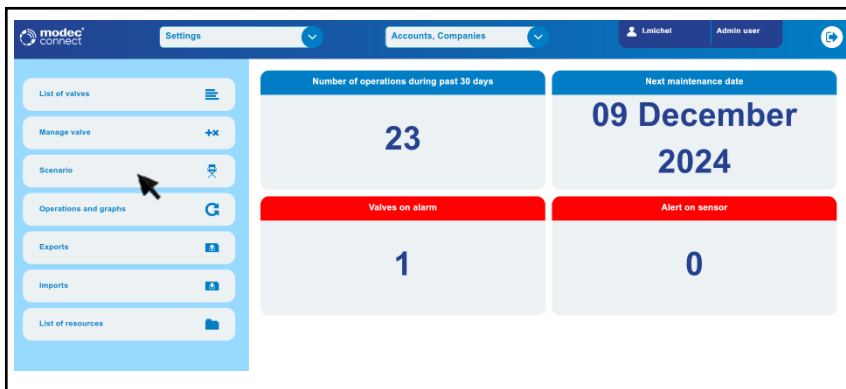 modec
connect
Settings
Accounts, Companies
l.michel
Admin user
List of valves
Manage valve
Scenario
Operations and graphs
Exports
Imports
List of resources
Number of operations during past 30 days
23
Next maintenance date
09 December
2024
Valves on alarm
1
Alert on sensor
0